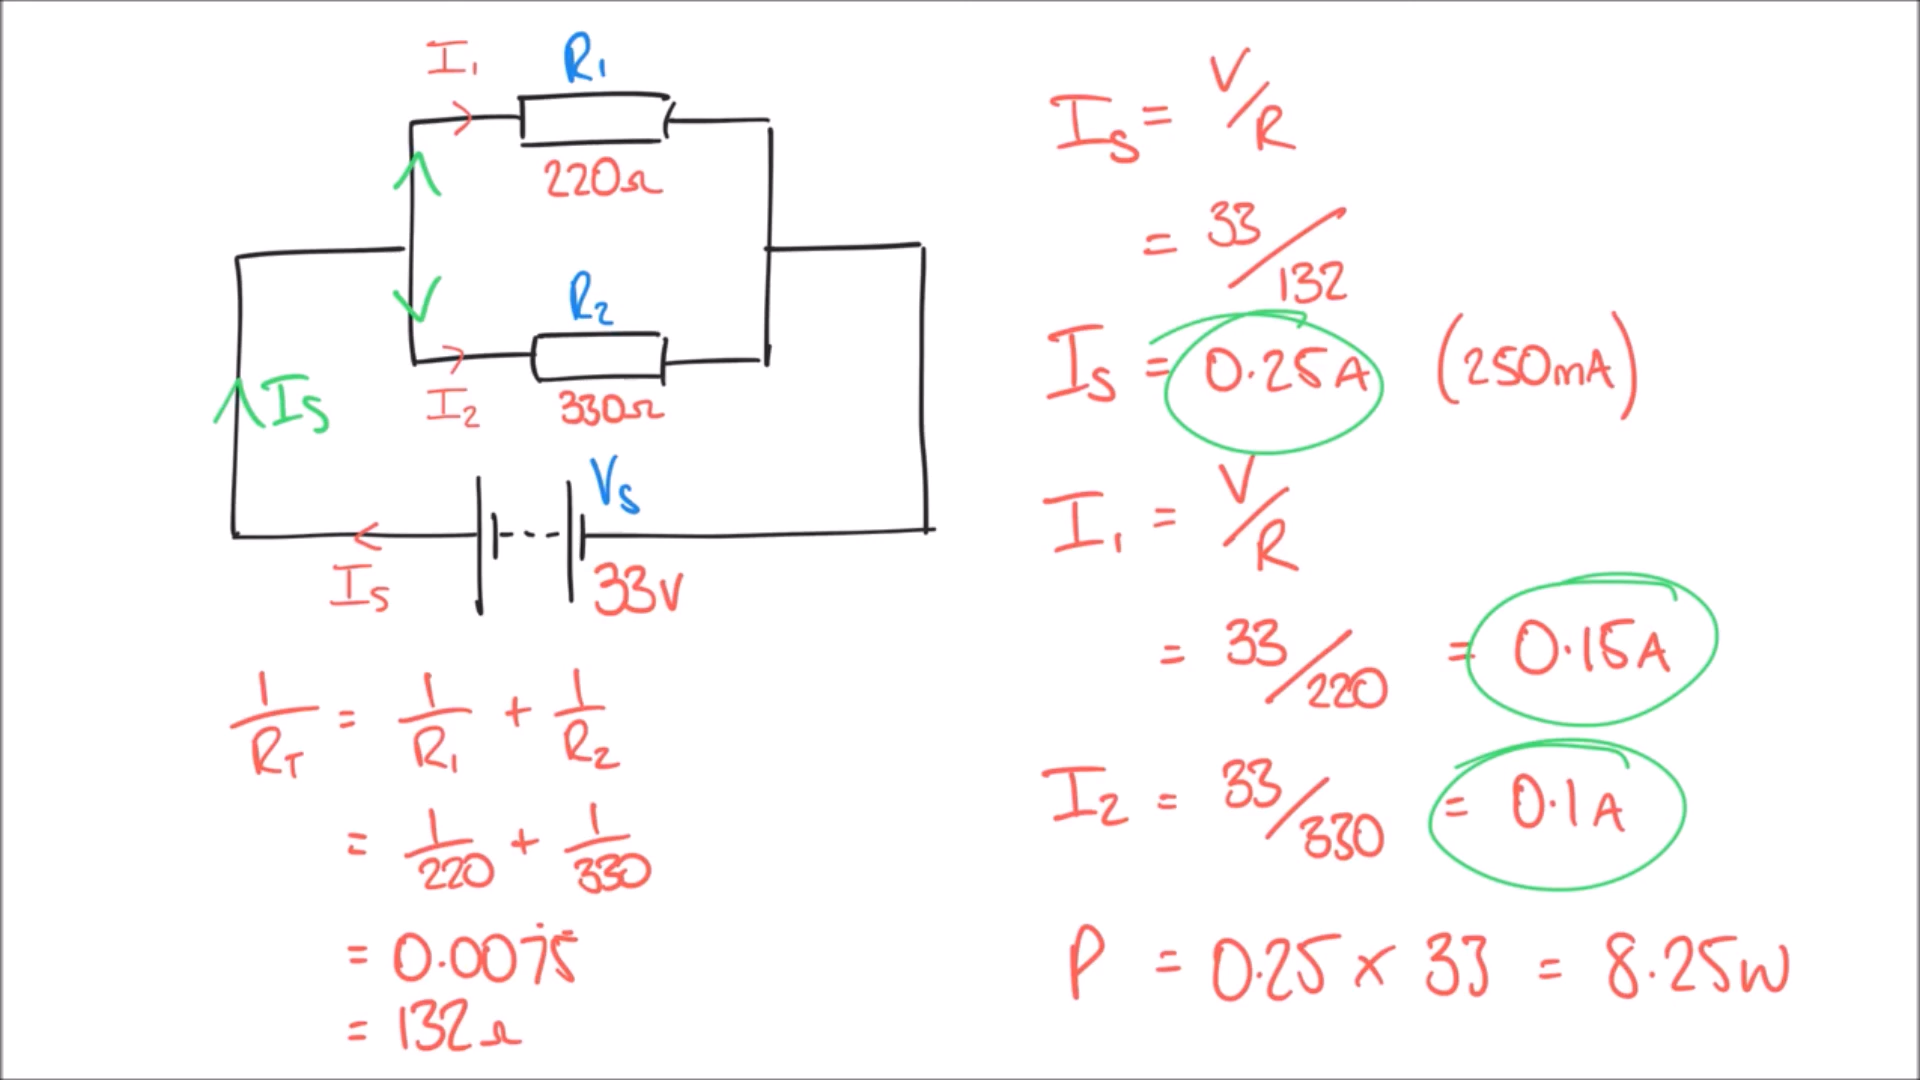 I₁
R₁
220Ω
R₂
I₂
330Ω
Is
Vs
33V
Is
1/RT = 1/R₁ + 1/R₂
= 1/220 + 1/330
= 0.007̇5̇
= 132Ω
Is = V/R
= 33/132
Is = 0.25A (250mA)
I₁ = V/R
= 33/220 = 0.15A
I₂ = 33/330 = 0.1A
P = 0.25 x 33 = 8.25W